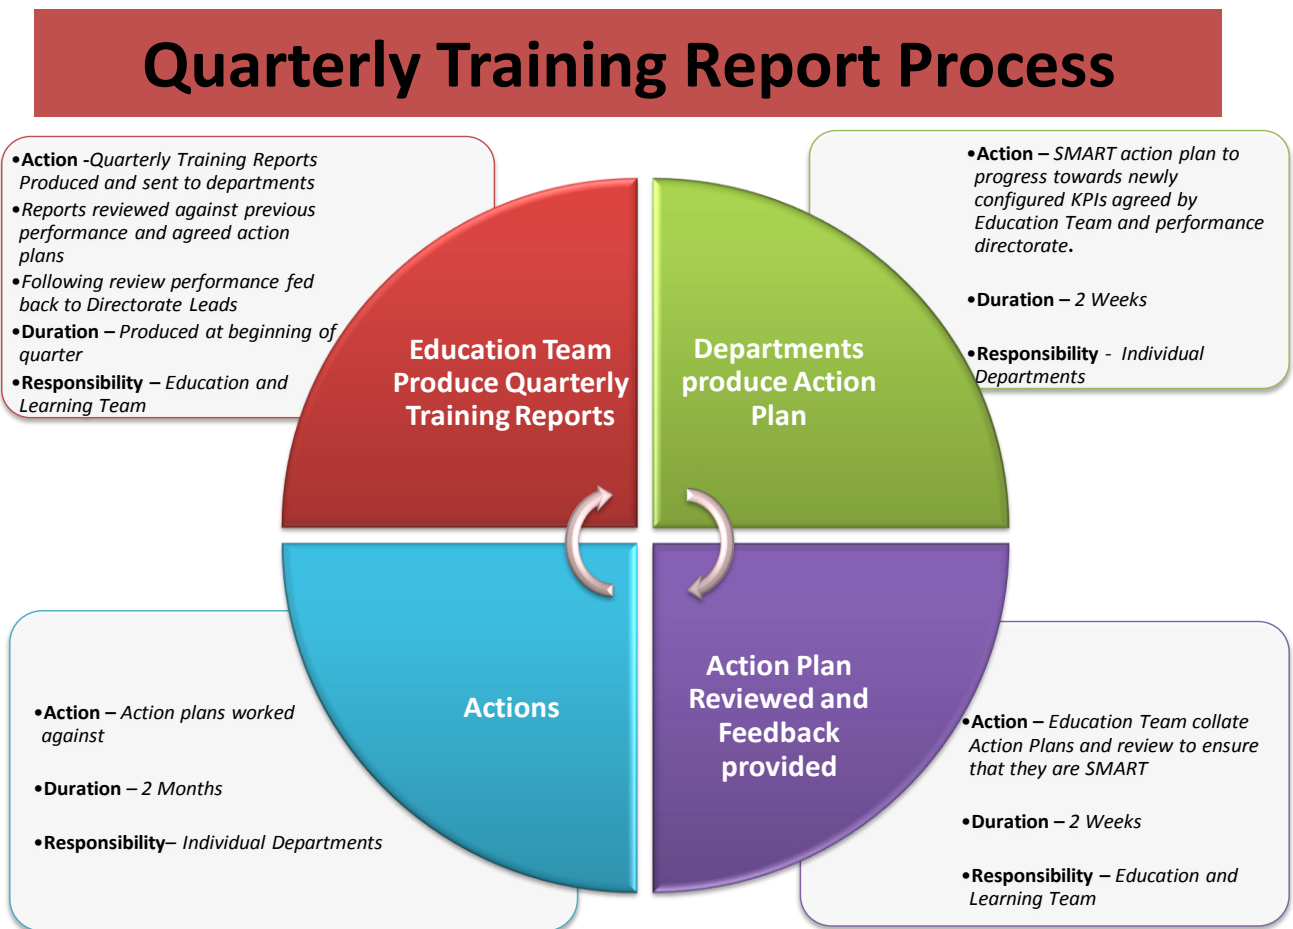 Quarterly Training Report Process
•Action -Quarterly Training Reports
Produced and sent to departments
•Reports reviewed against previous
performance and agreed action
plans
•Following review performance fed
back to Directorate Leads
•Duration – Produced at beginning of
quarter
•Responsibility – Education and
Learning Team
•Action – SMART action plan to
progress towards newly
configured KPIs agreed by
Education Team and performance
directorate.
•Duration – 2 Weeks
•Responsibility - Individual
Departments
Education Team
Produce Quarterly
Training Reports
Departments
produce Action
Plan
Actions
Action Plan
Reviewed and
Feedback
provided
•Action – Action plans worked
against
•Duration – 2 Months
•Responsibility– Individual Departments
•Action – Education Team collate
Action Plans and review to ensure
that they are SMART
•Duration – 2 Weeks
•Responsibility – Education and
Learning Team